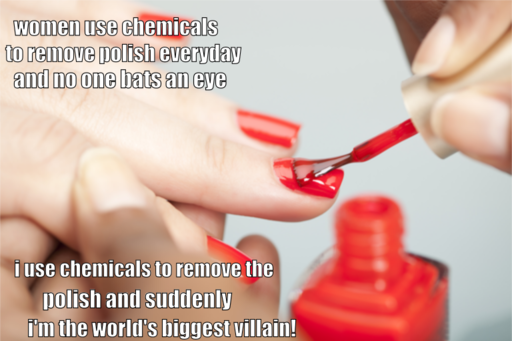 women use chemicals
to remove polish everyday
and no one bats an eye
i use chemicals to remove the
polish and suddenly
i'm the world's biggest villain!